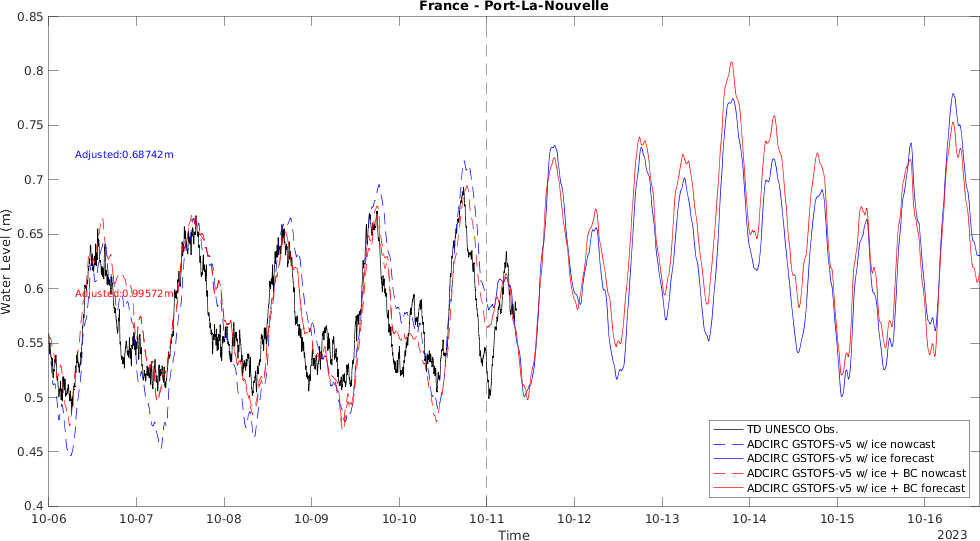 France - Port-La-Nouvelle
0.85
0.8
0.75
0.7
0.65
0.6
0.55
0.5
0.45
0.4
Water Level (m)
Adjusted:0.68742m
Adjusted:0.99572m
TD UNESCO Obs.
ADCIRC GSTOFS-v5 w/ ice nowcast
ADCIRC GSTOFS-v5 w/ ice forecast
ADCIRC GSTOFS-v5 w/ ice + BC nowcast
ADCIRC GSTOFS-v5 w/ ice + BC forecast
10-06 10-07 10-08 10-09 10-10 10-11 10-12 10-13 10-14 10-15 10-16
Time
2023